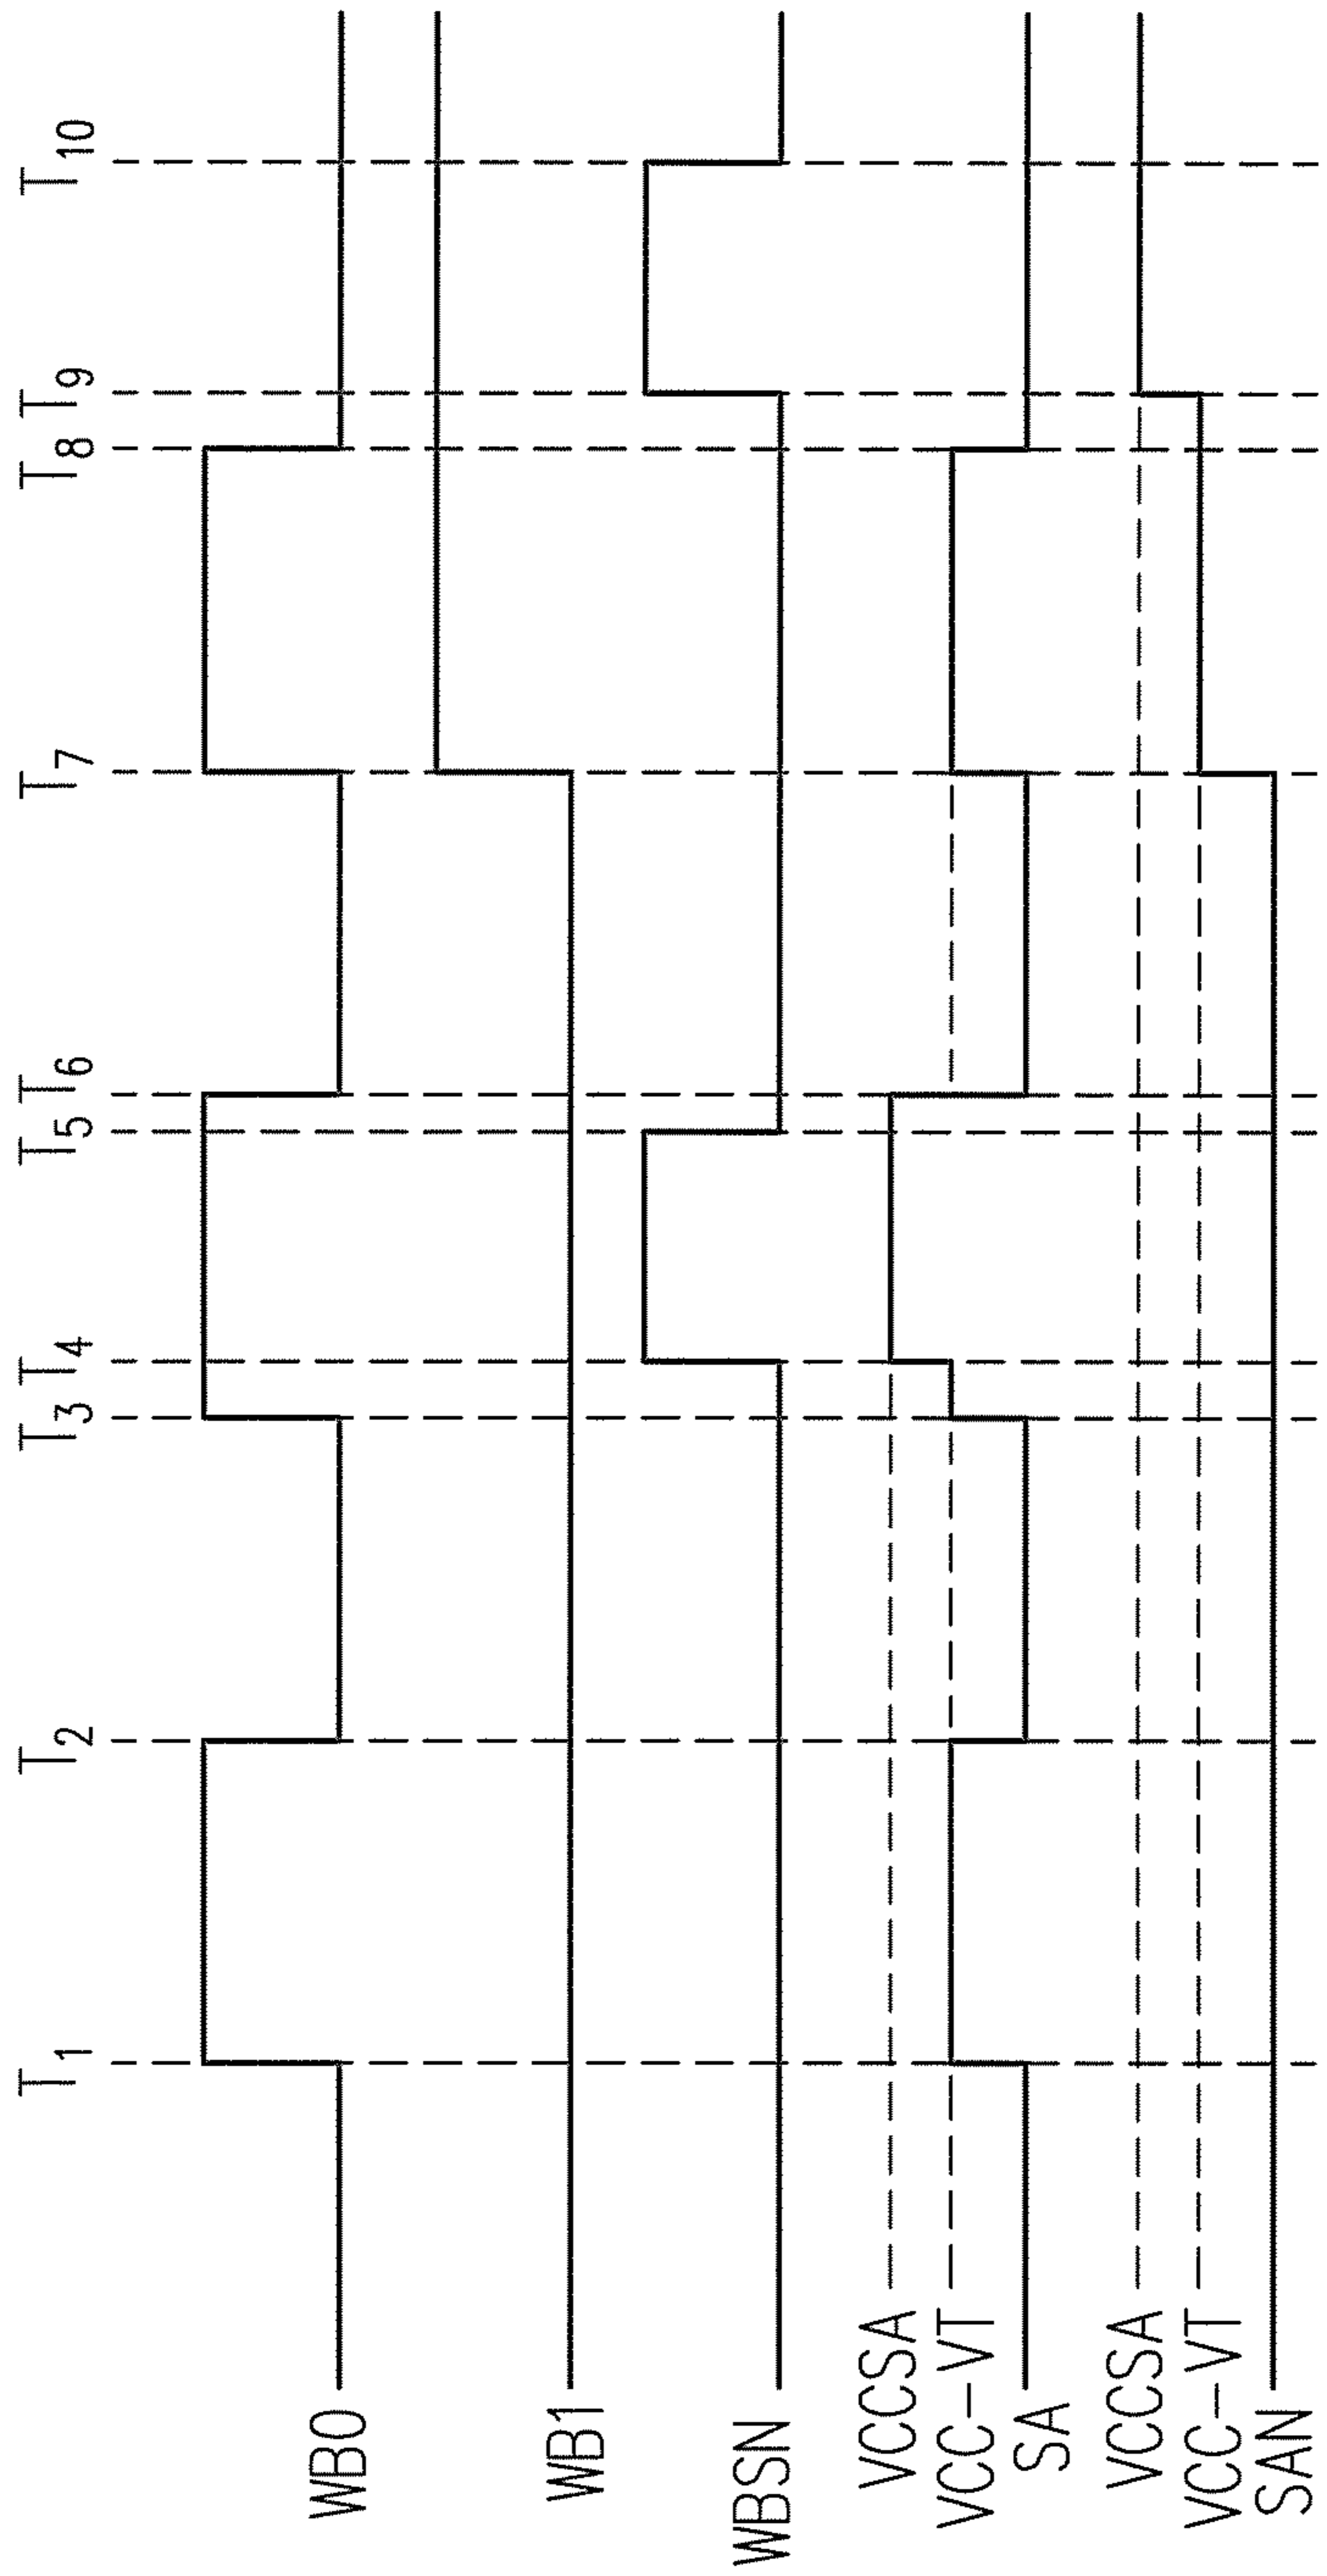 T1 T2 T3 T4 T5 T6 T7 T8 T9 T10
WB0
WB1
WBSN
VCCSA
VCC-VT
SA
VCCSA
VCC-VT
SAN